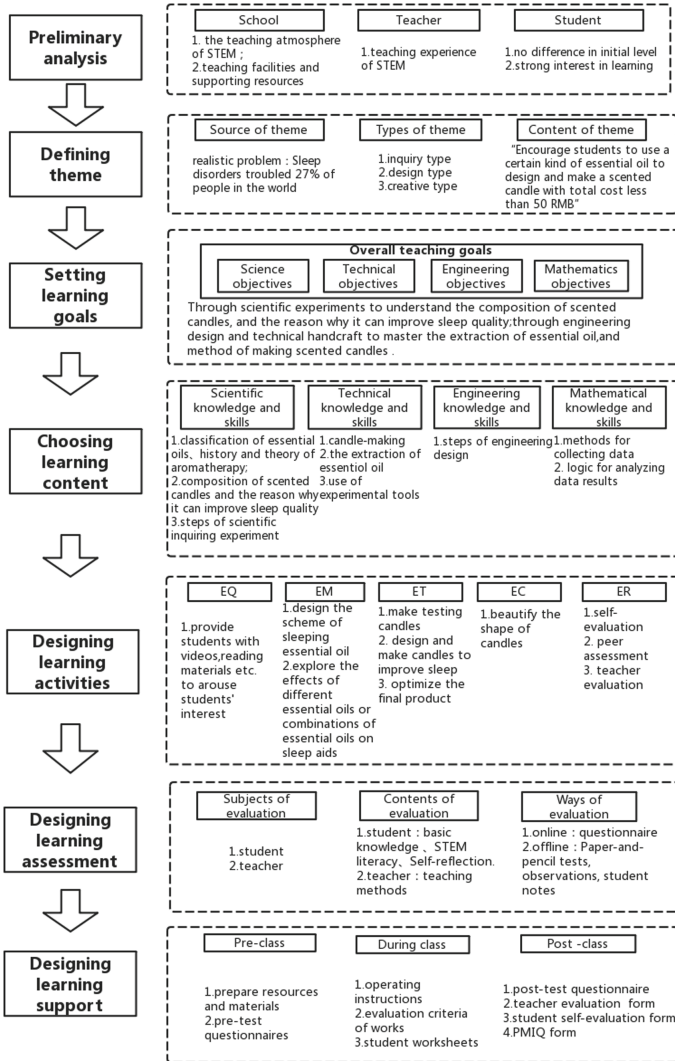 Preliminary
analysis
School
1. the teaching atmosphere
of STEM ;
2.teaching facilities and
supporting resources
Teacher
1.teaching experience
of STEM
Student
1.no difference in initial level
2.strong interest in learning
Defining
theme
Source of theme
realistic problem : Sleep
disorders troubled 27% of
people in the world
Types of theme
1.inquiry type
2.design type
3.creative type
Content of theme
"Encourage students to use a
certain kind of essential oil to
design and make a scented
candle with total cost less
than 50 RMB"
Setting
learning
goals
Overall teaching goals
Science
objectives
Technical
objectives
Engineering
objectives
Mathematics
objectives
Through scientific experiments to understand the composition of scented
candles, and the reason why it can improve sleep quality;through engineering
design and technical handcraft to master the extraction of essential oil,and
method of making scented candles .
Choosing
learning
content
Scientific
knowledge and
skills
1.classification of essential
oils、history and theory of
aromatherapy;
2.composition of scented
candles and the reason why
it can improve sleep quality
3.steps of scientific
inquiring experiment
Technical
knowledge and
skills
1.candle-making
2.the extraction of
essentiol oil
3.use of
experimental tools
Engineering
knowledge and
skills
1.steps of engineering
design
Mathematical
knowledge and
skills
1.methods for
collecting data
2. logic for analyzing
data results
Designing
learning
activities
EQ
1.provide
students with
videos,reading
materials etc.
to arouse
students'
interest
EM
1.design the
scheme of
sleeping
essential oil
2.explore the
effects of
different
essential oils or
combinations of
essential oils on
sleep aids
ET
1.make testing
candles
2. design and
make candles to
improve sleep
3. optimize the
final product
EC
1.beautify the
shape of
candles
ER
1.self-
evaluation
2. peer
assessment
3. teacher
evaluation
Designing
learning
assessment
Subjects of
evaluation
1.student
2.teacher
Contents of
evaluation
1.student : basic
knowledge 、STEM
literacy、Self-reflection.
2.teacher : teaching
methods
Ways of
evaluation
1.online : questionnaire
2.offline : Paper-and-
pencil tests,
observations, student
notes
Designing
learning
support
Pre-class
1.prepare resources
and materials
2.pre-test
questionnaires
During class
1.operating
instructions
2.evaluation criteria
of works
3.student worksheets
Post -class
1.post-test questionnaire
2.teacher evaluation form
3.student self-evaluation form
4.PMIQ form